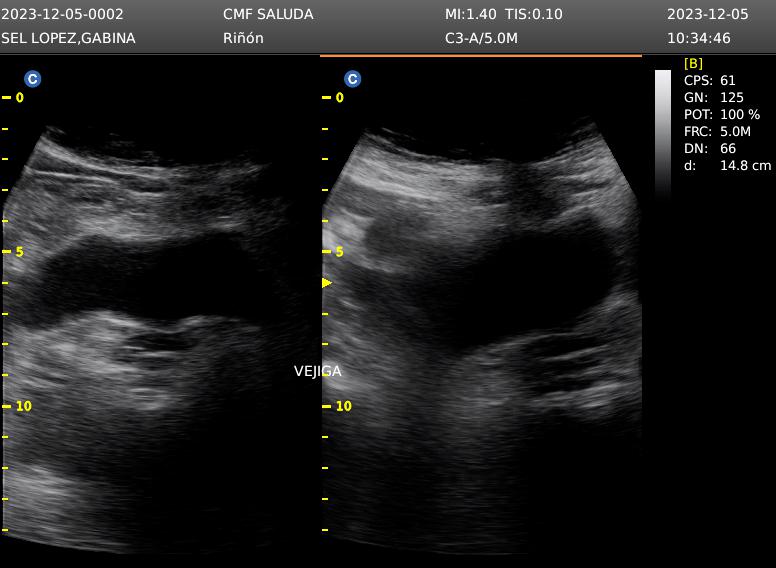 2023-12-05-0002 CMF SALUDA MI:1.40 TIS:0.10 2023-12-05
SEL LOPEZ,GABINA Riñón C3-A/5.0M 10:34:46
[B]
CPS: 61
GN: 125
POT: 100 %
FRC: 5.0M
DN: 66
d: 14.8 cm
C C
0 0
5 5
VEJIGA
10 10